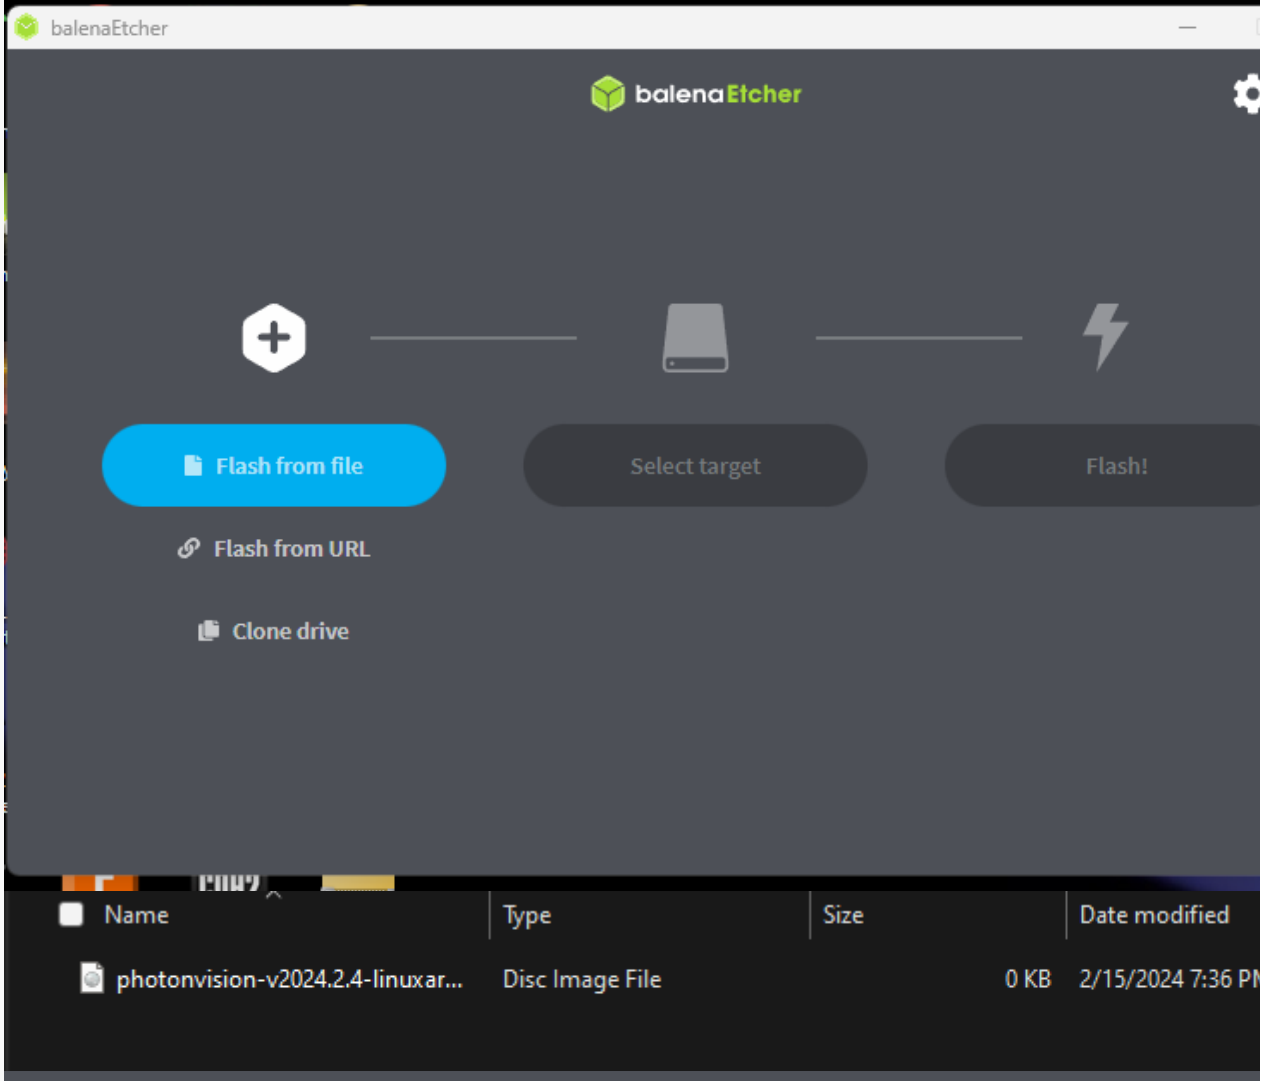 balenaEtcher
balenaEtcher
Flash from file
Select target
Flash!
Flash from URL
Clone drive
Name Type Size Date modified
photonvision-v2024.2.4-linuxar... Disc Image File 0 KB 2/15/2024 7:36